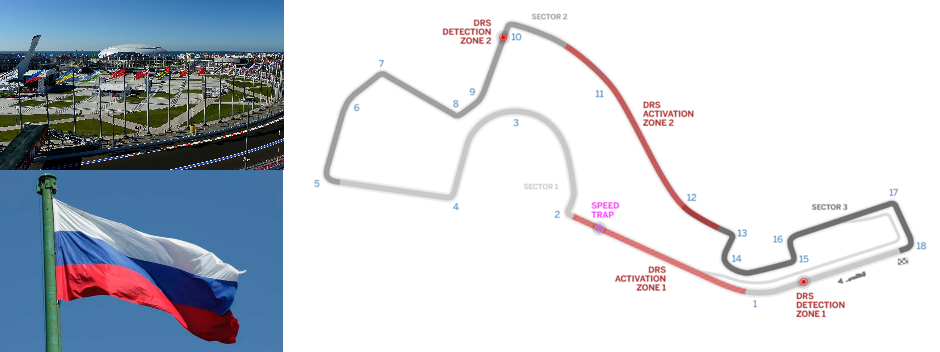 SECTOR 2
DRS
DETECTION
ZONE 2
10
7
11
6
8
9
DRS
ACTIVATION
ZONE 2
3
5
SECTOR 1
4
2
SPEED
TRAP
12
13
14
SECTOR 3
17
16
15
18
DRS
ACTIVATION
ZONE 1
1
DRS
DETECTION
ZONE 1